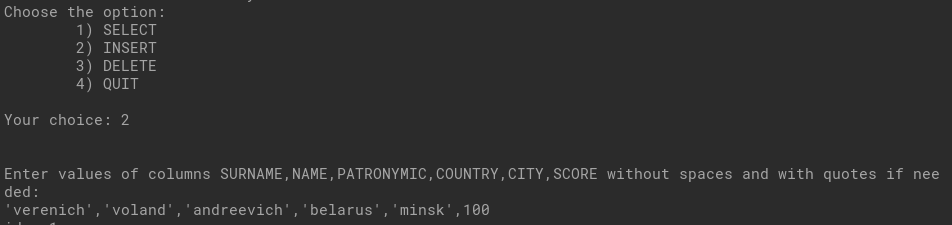 Choose the option:
1) SELECT
2) INSERT
3) DELETE
4) QUIT
Your choice: 2
Enter values of columns SURNAME,NAME,PATRONYMIC,COUNTRY,CITY,SCORE without spaces and with quotes if nee
ded:
'verenich','voland','andreevich','belarus','minsk',100